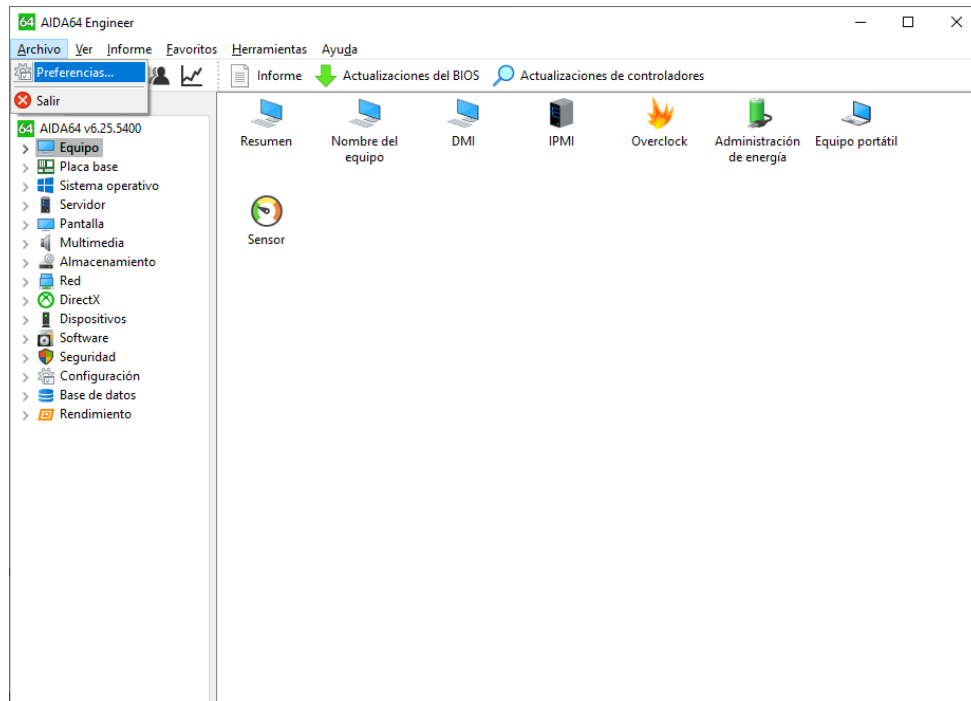 64 AIDA64 Engineer
Archivo Ver Informe Favoritos Herramientas Ayuda
Preferencias...
Salir
Informe Actualizaciones del BIOS Actualizaciones de controladores
64 AIDA64 v6.25.5400
Equipo
Placa base
Sistema operativo
Servidor
Pantalla
Multimedia
Almacenamiento
Red
DirectX
Dispositivos
Software
Seguridad
Configuración
Base de datos
Rendimiento
Resumen
Nombre del
equipo
DMI
IPMI
Overclock
Administración
de energía
Equipo portátil
Sensor